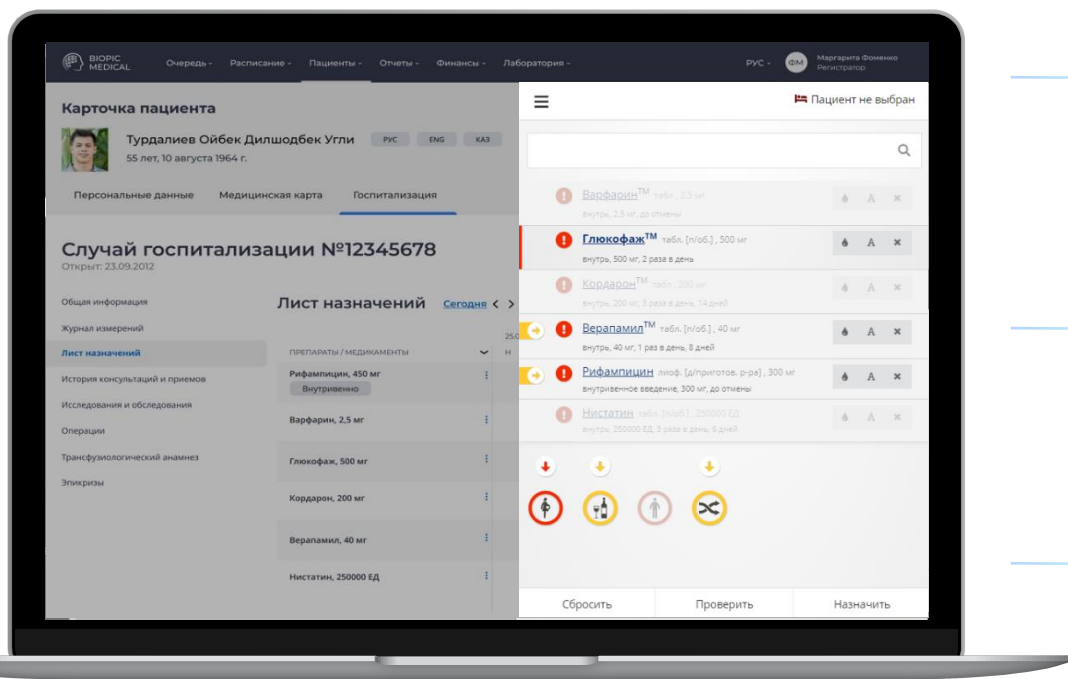 BIOPIC
MEDICAL
Очередь
Расписание
Пациенты
Отчеты
Финансы
Лаборатория
РУС
ФМ
Маргарита Фоменко
Регистратор
Карточка пациента
Турдалиев Ойбек Дилшодбек Угли
РУС ENG КАЗ
55 лет, 10 августа 1964 г.
Персональные данные Медицинская карта Госпитализация
Случай госпитализации №12345678
Открыт: 23.09.2012
Общая информация
Журнал измерений
Лист назначений
История консультаций и приемов
Исследования и обследования
Операции
Трансфузиологический анамнез
Эпикризы
Лист назначений Сегодня < >
25.0
ПРЕПАРАТЫ / МЕДИКАМЕНТЫ Н
Рифампицин, 450 мг
Внутривенно
Варфарин, 2,5 мг
Глюкофаж, 500 мг
Кордарон, 200 мг
Верапамил, 40 мг
Нистатин, 250000 ЕД
Пациент не выбран
Варфарин™ табл., 2,5 мг
внутрь, 2,5 мг, до отмены
A
Глюкофаж™ табл. [п/об.] , 500 мг
внутрь, 500 мг, 2 раза в день
A
Кордарон™ табл., 200 мг
внутрь, 200 мг, 3 раза в день, 14 дней
A
Верапамил™ табл. [п/об.] , 40 мг
внутрь, 40 мг, 1 раз в день, 8 дней
A
Рифампицин лиоф. [д/приготов. р-ра] , 300 мг
внутривенное введение, 300 мг, до отмены
A
Нистатин табл. [п/об.] , 250000 ЕД
внутрь, 250000 ЕД, 3 раза в день, 6 дней
A
Сбросить Проверить Назначить